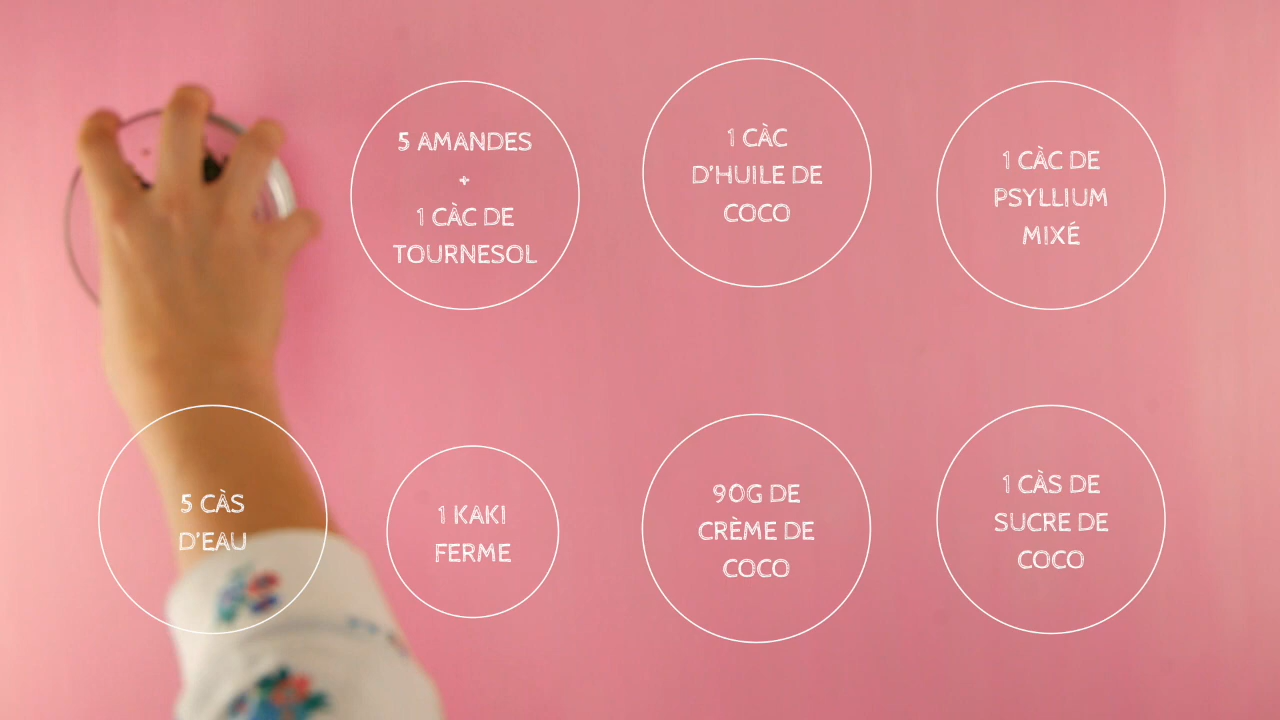 5 AMANDES
+
1 CÀC DE
TOURNESOL
1 CÀC
D'HUILE DE
COCO
1 CÀC DE
PSYLLIUM
MIXÉ
5 CÀS
D'EAU
1 KAKI
FERME
90G DE
CRÈME DE
COCO
1 CÀS DE
SUCRE DE
COCO